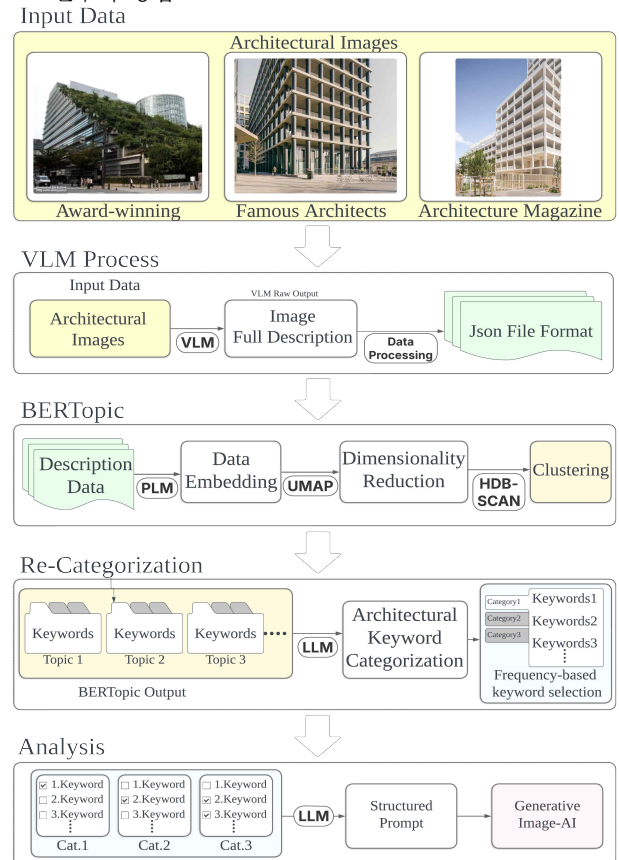 Input Data
Architectural Images
Award-winning
Famous Architects
Architecture Magazine
VLM Process
Input Data
VLM Raw Output
Architectural
Images
VLM
Image
Full Description
Data
Processing
Json File Format
BERTopic
Description
Data
PLM
Data
Embedding
UMAP
Dimensionality
Reduction
HDB-
SCAN
Clustering
Re-Categorization
Keywords
Keywords
Keywords
Topic 1
Topic 2
Topic 3
BERTopic Output
LLM
Architectural
Keyword
Categorization
Category1
Category2
Category3
Keywords1
Keywords2
Keywords3
Frequency-based
keyword selection
Analysis
1.Keyword
2.Keyword
3.Keyword
Cat.1
1.Keyword
2.Keyword
3.Keyword
Cat.2
1.Keyword
2.Keyword
3.Keyword
Cat.3
LLM
Structured
Prompt
Generative
Image-AI